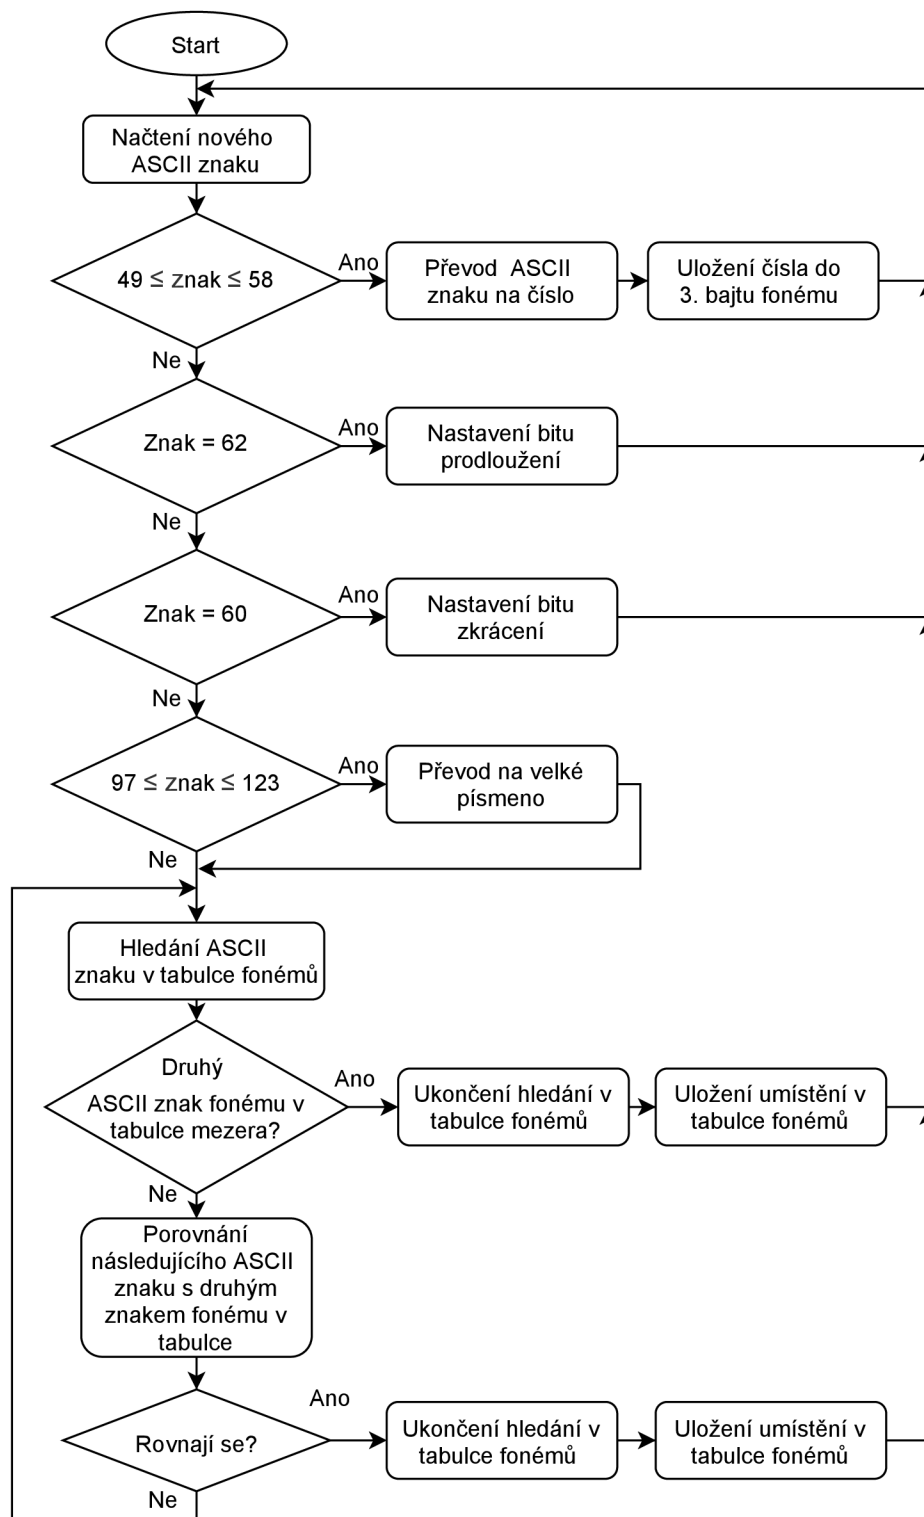 Start
Načtení nového
ASCII znaku
49 ≤ znak ≤ 58
Ano
Převod ASCII
znaku na číslo
Uložení čísla do
3. bajtu fonému
Ne
Znak = 62
Ano
Nastavení bitu
prodloužení
Ne
Znak = 60
Ano
Nastavení bitu
zkrácení
Ne
97 ≤ znak ≤ 123
Ano
Převod na velké
písmeno
Ne
Hledání ASCII
znaku v tabulce fonémů
Druhý
ASCII znak fonému v
tabulce mezera?
Ano
Ukončení hledání v
tabulce fonémů
Uložení umístění v
tabulce fonémů
Ne
Porovnání
následujícího ASCII
znaku s druhým
znakem fonému v
tabulce
Rovnají se?
Ano
Ukončení hledání v
tabulce fonémů
Uložení umístění v
tabulce fonémů
Ne